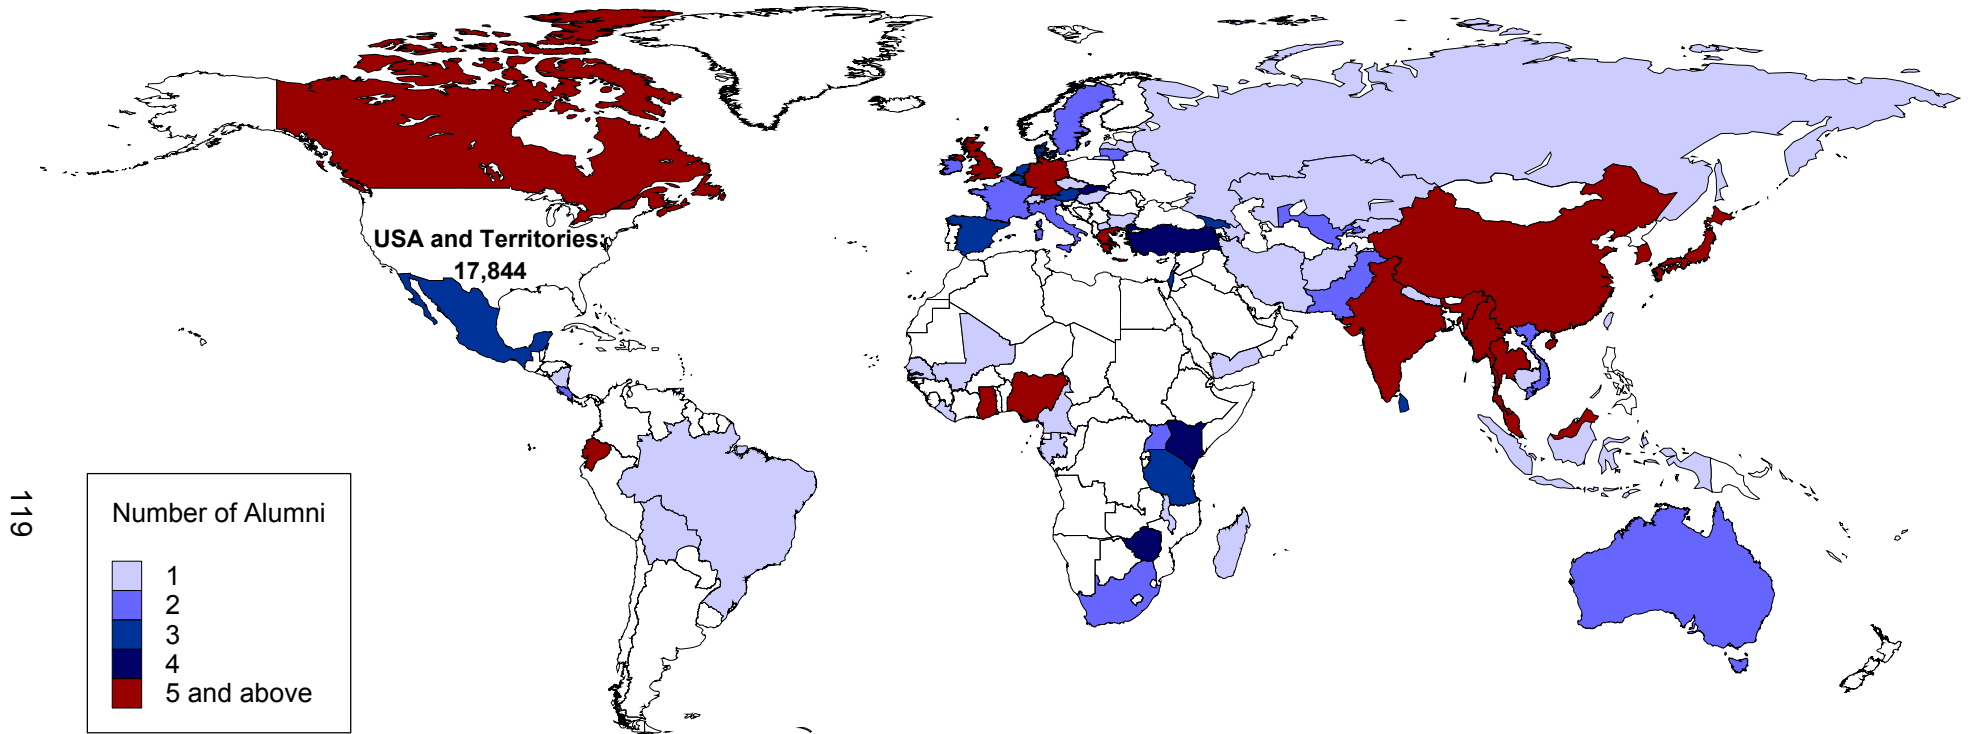 USA and Territories:
17,844
Number of Alumni
1
2
3
4
5 and above
119